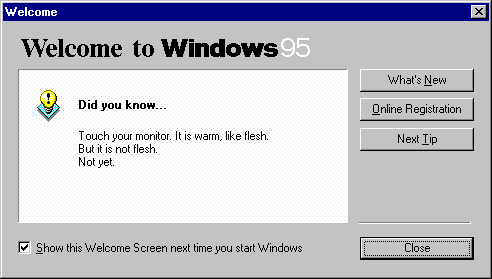 Welcome
Welcome to Windows95
Did you know...
Touch your monitor. It is warm, like flesh.
But it is not flesh.
Not yet.
What's New
Online Registration
Next Tip
Show this Welcome Screen next time you start Windows
Close